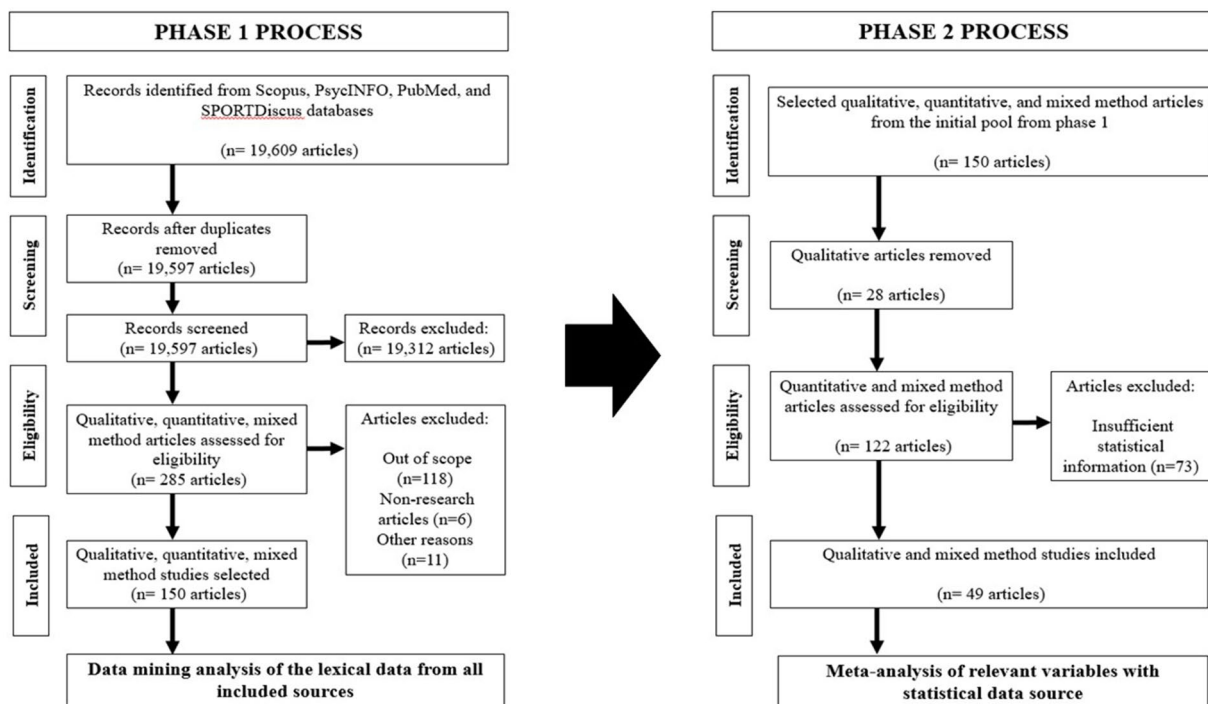 PHASE 1 PROCESS
Identification
Records identified from Scopus, PsycINFO, PubMed, and
SPORTDiscus databases
(n= 19,609 articles)
Screening
Records after duplicates
removed
(n= 19,597 articles)
Records screened
(n= 19,597 articles)
Records excluded:
(n= 19,312 articles)
Eligibility
Qualitative, quantitative, mixed
method articles assessed for
eligibility
(n= 285 articles)
Articles excluded:
Out of scope
(n=118)
Non-research
articles (n=6)
Other reasons
(n=11)
Included
Qualitative, quantitative, mixed
method studies selected
(n= 150 articles)
Data mining analysis of the lexical data from all
included sources
PHASE 2 PROCESS
Identification
Selected qualitative, quantitative, and mixed method articles
from the initial pool from phase 1
(n= 150 articles)
Screening
Qualitative articles removed
(n= 28 articles)
Eligibility
Quantitative and mixed method
articles assessed for eligibility
(n= 122 articles)
Articles excluded:
Insufficient
statistical
information (n=73)
Included
Qualitative and mixed method studies included
(n= 49 articles)
Meta-analysis of relevant variables with
statistical data source